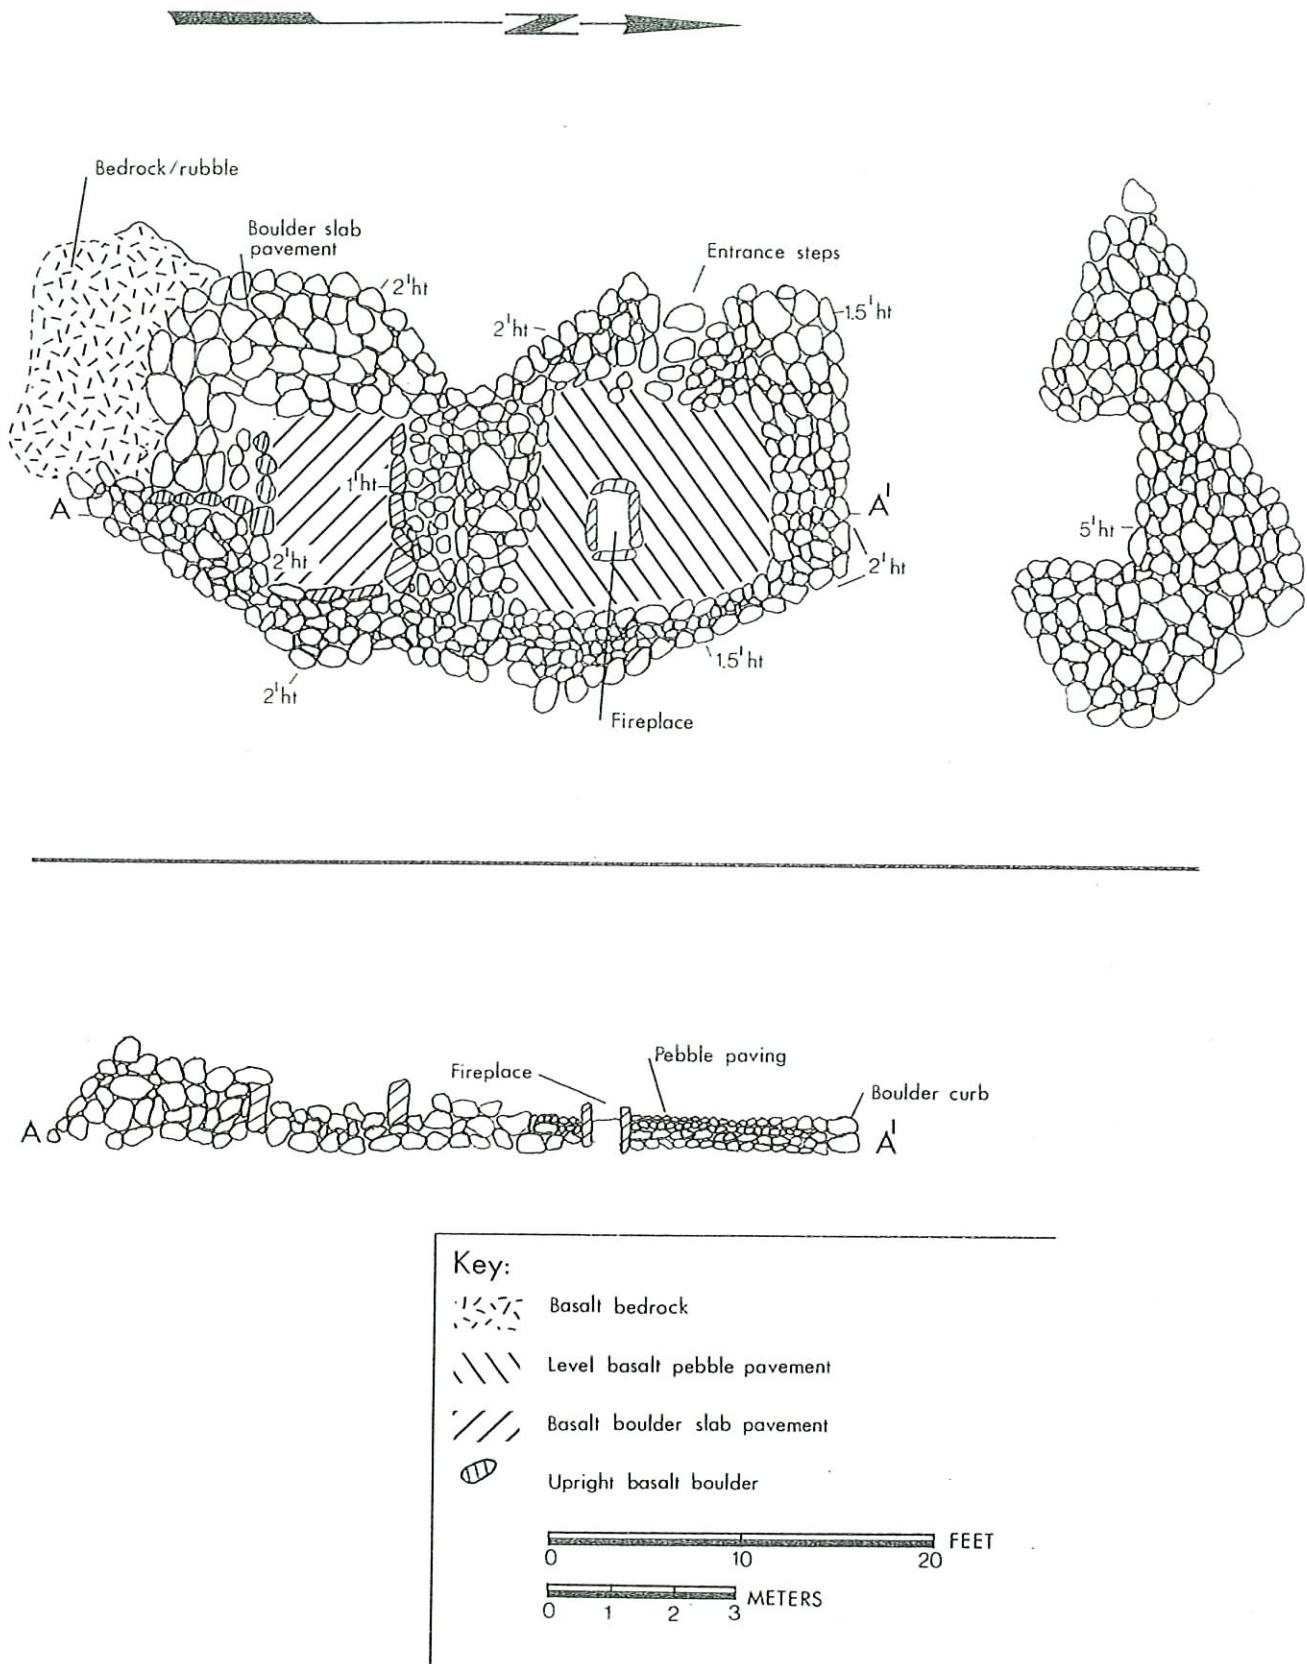 N
Bedrock/rubble
Boulder slab
pavement
2'ht
Entrance steps
2'ht
1.5'ht
1'ht
A
A'
5'ht
2'ht
2'ht
1.5'ht
2'ht
Fireplace
Pebble paving
Fireplace
Boulder curb
A
A'
Key:
Basalt bedrock
Level basalt pebble pavement
Basalt boulder slab pavement
Upright basalt boulder
FEET
0 10 20
METERS
0 1 2 3